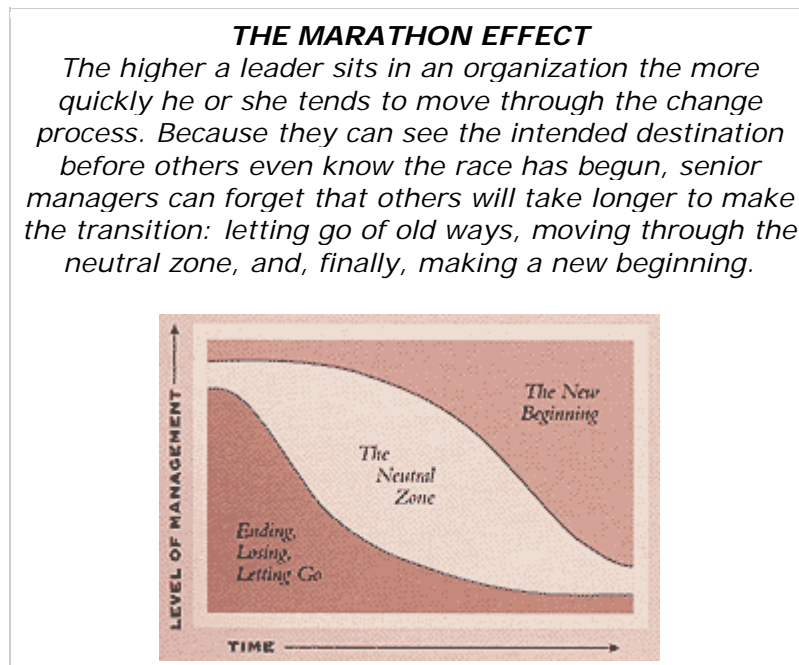 THE MARATHON EFFECT
The higher a leader sits in an organization the more
quickly he or she tends to move through the change
process. Because they can see the intended destination
before others even know the race has begun, senior
managers can forget that others will take longer to make
the transition: letting go of old ways, moving through the
neutral zone, and, finally, making a new beginning.
LEVEL OF MANAGEMENT
The New
Beginning
The
Neutral
Zone
Ending,
Losing,
Letting Go
TIME